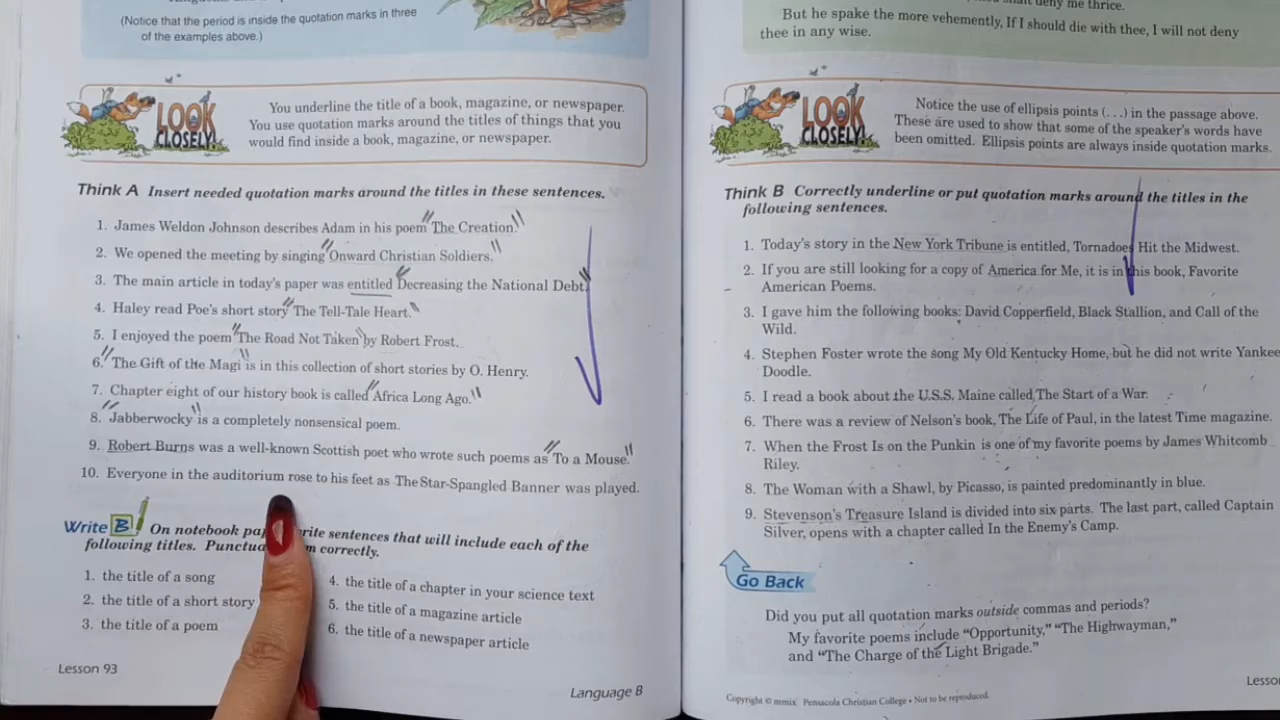 (Notice that the period is inside the quotation marks in three
of the examples above.)
LOOK
CLOSELY!
You underline the title of a book, magazine, or newspaper.
You use quotation marks around the titles of things that you
would find inside a book, magazine, or newspaper.
Think A Insert needed quotation marks around the titles in these sentences.
1. James Weldon Johnson describes Adam in his poem "The Creation."
2. We opened the meeting by singing "Onward Christian Soldiers."
3. The main article in today's paper was entitled "Decreasing the National Debt."
4. Haley read Poe's short story "The Tell-Tale Heart."
5. I enjoyed the poem "The Road Not Taken" by Robert Frost.
6. "The Gift of the Magi" is in this collection of short stories by O. Henry.
7. Chapter eight of our history book is called "Africa Long Ago."
8. "Jabberwocky" is a completely nonsensical poem.
9. Robert Burns was a well-known Scottish poet who wrote such poems as "To a Mouse."
10. Everyone in the auditorium rose to his feet as The Star-Spangled Banner was played.
Write B! On notebook write sentences that will include each of the
following titles. correctly.
1. the title of a song
2. the title of a short story
3. the title of a poem
4. the title of a chapter in your science text
5. the title of a magazine article
6. the title of a newspaper article
Lesson 93
Language B
deny me thrice.
But he spake the more vehemently, If I should die with thee, I will not deny
thee in any wise.
LOOK
CLOSELY!
Notice the use of ellipsis points (. . .) in the passage above.
These are used to show that some of the speaker's words have
been omitted. Ellipsis points are always inside quotation marks.
Think B Correctly underline or put quotation marks around the titles in the
following sentences.
1. Today's story in the New York Tribune is entitled, Tornadoes Hit the Midwest.
2. If you are still looking for a copy of America for Me, it is in this book, Favorite
American Poems.
3. I gave him the following books: David Copperfield, Black Stallion, and Call of the
Wild.
4. Stephen Foster wrote the song My Old Kentucky Home, but he did not write Yankee
Doodle.
5. I read a book about the U.S.S. Maine called The Start of a War.
6. There was a review of Nelson's book, The Life of Paul, in the latest Time magazine.
7. When the Frost Is on the Punkin is one of my favorite poems by James Whitcomb
Riley.
8. The Woman with a Shawl, by Picasso, is painted predominantly in blue.
9. Stevenson's Treasure Island is divided into six parts. The last part, called Captain
Silver, opens with a chapter called In the Enemy's Camp.
Go Back
Did you put all quotation marks outside commas and periods?
My favorite poems include "Opportunity," "The Highwayman,"
and "The Charge of the Light Brigade."
Copyright © mmix Pensacola Christian College • Not to be reproduced.